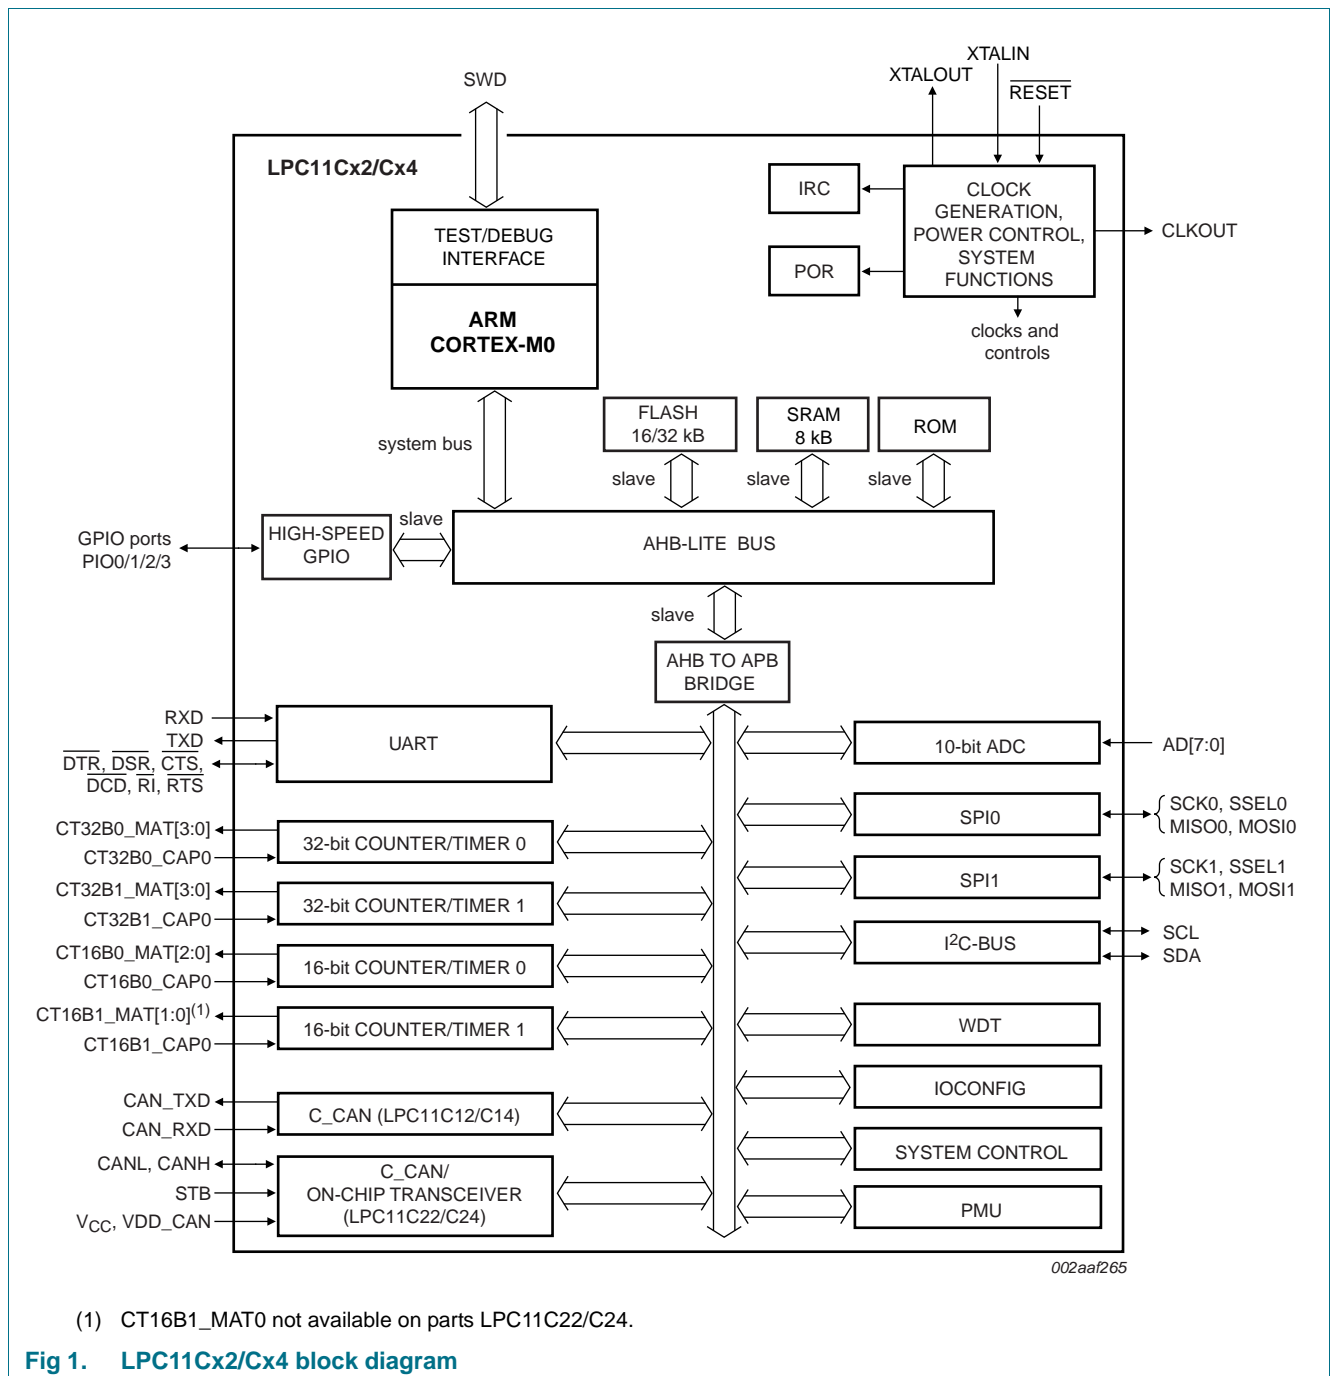 XTALIN
XTALOUT
RESET
SWD
LPC11Cx2/Cx4
IRC
CLOCK
GENERATION,
POWER CONTROL,
SYSTEM
FUNCTIONS
CLKOUT
TEST/DEBUG
INTERFACE
POR
ARM
CORTEX-M0
clocks and
controls
FLASH
16/32 kB
SRAM
8 kB
ROM
system bus
slave
slave
slave
slave
GPIO ports
PIO0/1/2/3
HIGH-SPEED
GPIO
AHB-LITE BUS
slave
AHB TO APB
BRIDGE
RXD
TXD
DTR, DSR, CTS,
DCD, RI, RTS
UART
10-bit ADC
AD[7:0]
CT32B0_MAT[3:0]
CT32B0_CAP0
32-bit COUNTER/TIMER 0
SPI0
SCK0, SSEL0
MISO0, MOSI0
CT32B1_MAT[3:0]
CT32B1_CAP0
32-bit COUNTER/TIMER 1
SPI1
SCK1, SSEL1
MISO1, MOSI1
CT16B0_MAT[2:0]
CT16B0_CAP0
16-bit COUNTER/TIMER 0
I2C-BUS
SCL
SDA
CT16B1_MAT[1:0](1)
CT16B1_CAP0
16-bit COUNTER/TIMER 1
WDT
IOCONFIG
CAN_TXD
CAN_RXD
C_CAN (LPC11C12/C14)
SYSTEM CONTROL
CANL, CANH
STB
VCC, VDD_CAN
C_CAN/
ON-CHIP TRANSCEIVER
(LPC11C22/C24)
PMU
002aaf265
(1) CT16B1_MAT0 not available on parts LPC11C22/C24.
Fig 1. LPC11Cx2/Cx4 block diagram